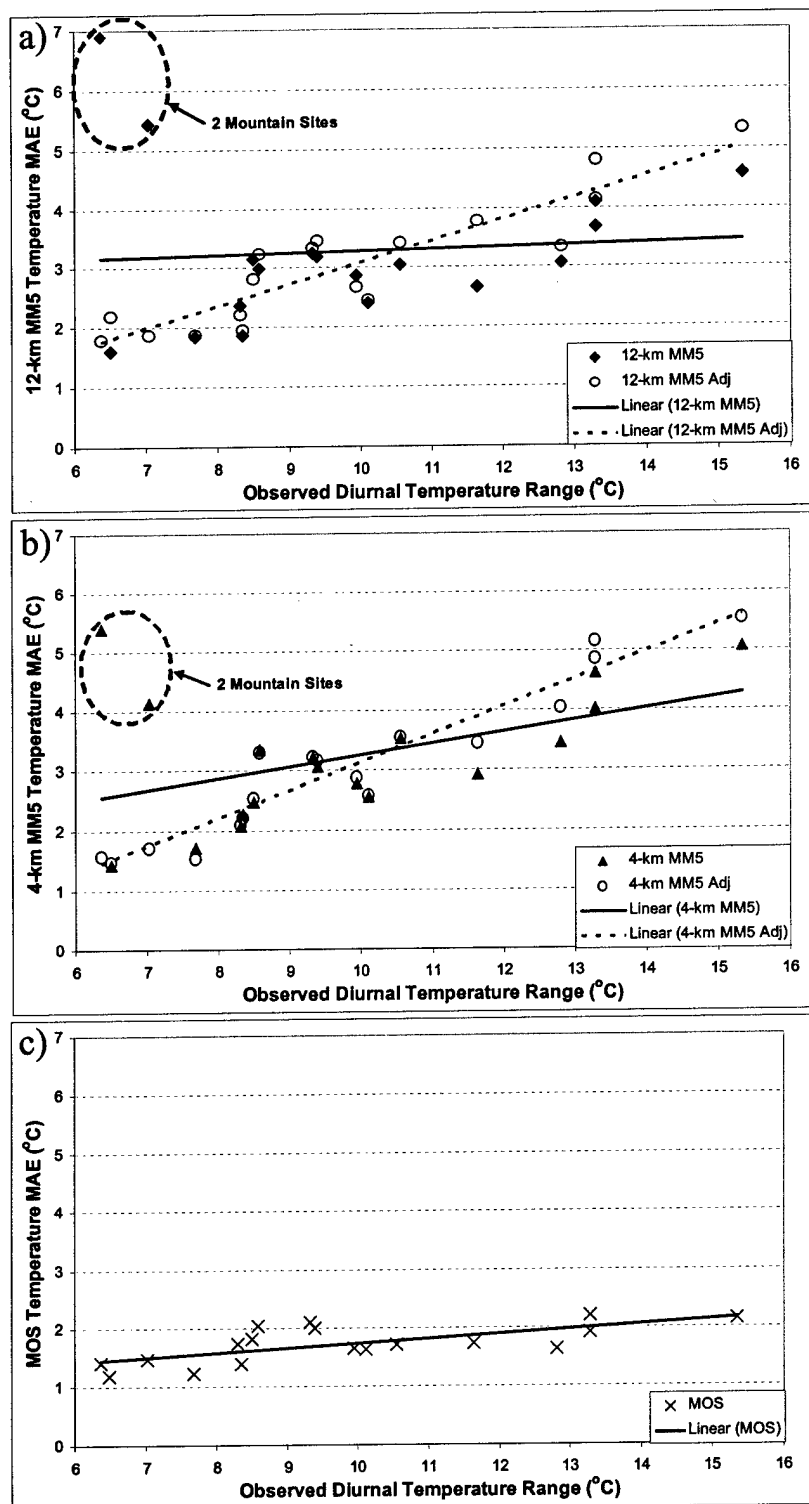 a)
12-km MM5 Temperature MAE (°C)
7
6
5
4
3
2
1
0
2 Mountain Sites
12-km MM5
12-km MM5 Adj
Linear (12-km MM5)
Linear (12-km MM5 Adj)
6 7 8 9 10 11 12 13 14 15 16
Observed Diurnal Temperature Range (°C)
b)
4-km MM5 Temperature MAE (°C)
7
6
5
4
3
2
1
0
2 Mountain Sites
4-km MM5
4-km MM5 Adj
Linear (4-km MM5)
Linear (4-km MM5 Adj)
6 7 8 9 10 11 12 13 14 15 16
Observed Diurnal Temperature Range (°C)
c)
MOS Temperature MAE (°C)
7
6
5
4
3
2
1
0
MOS
Linear (MOS)
6 7 8 9 10 11 12 13 14 15 16
Observed Diurnal Temperature Range (°C)